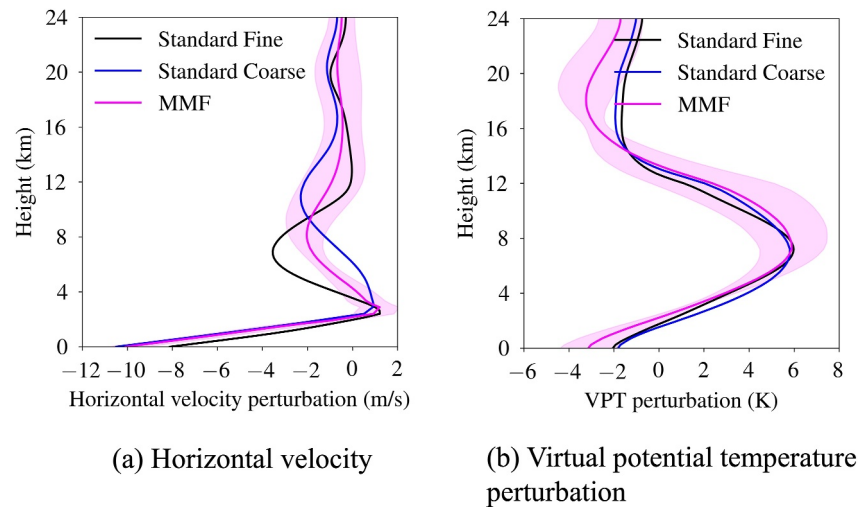 24
20
16
12
8
4
0
Height (km)
Standard Fine
Standard Coarse
MMF
−12 −10 −8 −6 −4 −2 0 2
Horizontal velocity perturbation (m/s)
(a) Horizontal velocity
24
20
16
12
8
4
0
Height (km)
Standard Fine
Standard Coarse
MMF
−6 −4 −2 0 2 4 6 8
VPT perturbation (K)
(b) Virtual potential temperature
perturbation